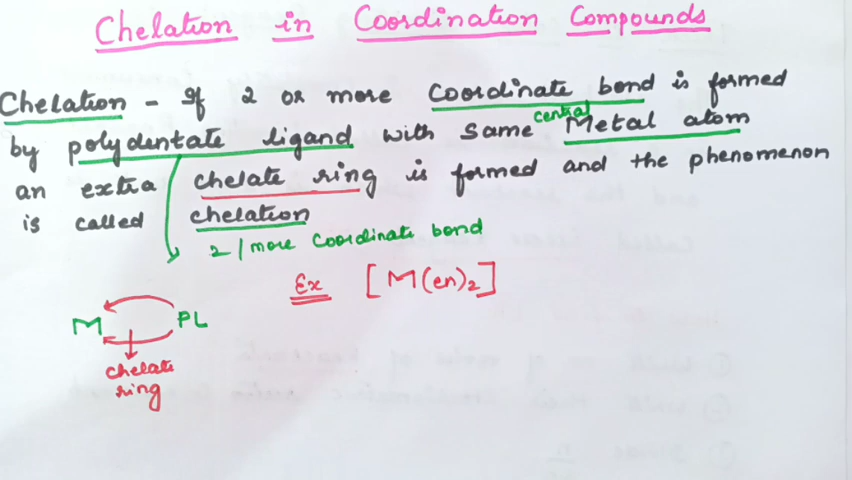 Chelation in Coordination Compounds
Chelation - If 2 or more coordinate bond is formed
by polydentate ligand with same central Metal atom
an extra chelate ring is formed and the phenomenon
is called chelation
2/more coordinate bond
Ex [M(en)₂]
M PL
chelate
ring